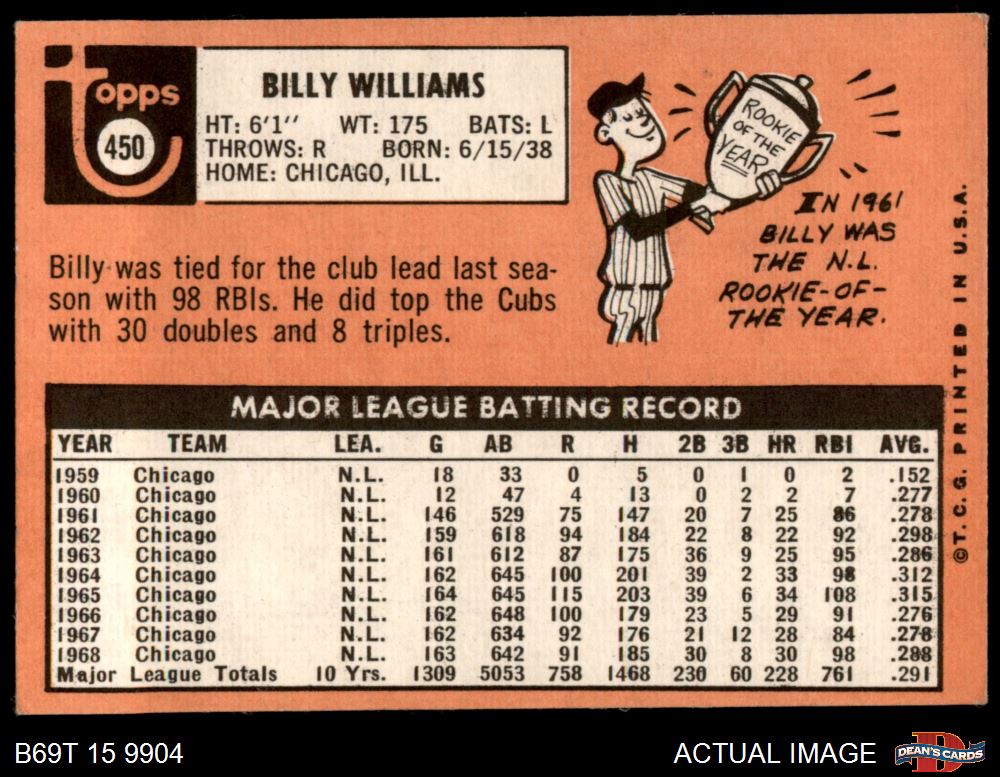 Topps
450
BILLY WILLIAMS
HT: 6'1'' WT: 175 BATS: L
THROWS: R BORN: 6/15/38
HOME: CHICAGO, ILL.
ROOKIE
OF THE
YEAR
IN 1961
BILLY WAS
THE N.L.
ROOKIE-OF-
THE YEAR.
Billy was tied for the club lead last sea-
son with 98 RBIs. He did top the Cubs
with 30 doubles and 8 triples.
MAJOR LEAGUE BATTING RECORD
YEAR TEAM LEA. G AB R H 2B 3B HR RBI AVG.
1959 Chicago N.L. 18 33 0 5 0 1 0 2 .152
1960 Chicago N.L. 12 47 4 13 0 2 2 7 .277
1961 Chicago N.L. 146 529 75 147 20 7 25 86 .278
1962 Chicago N.L. 159 618 94 184 22 8 22 92 .298
1963 Chicago N.L. 161 612 87 175 36 9 25 95 .286
1964 Chicago N.L. 162 645 100 201 39 2 33 98 .312
1965 Chicago N.L. 164 645 115 203 39 6 34 108 .315
1966 Chicago N.L. 162 648 100 179 23 5 29 91 .276
1967 Chicago N.L. 162 634 92 176 21 12 28 84 .278
1968 Chicago N.L. 163 642 91 185 30 8 30 98 .288
Major League Totals 10 Yrs. 1309 5053 758 1468 230 60 228 761 .291
©T.C.G. PRINTED IN U.S.A.
B69T 15 9904
ACTUAL IMAGE
DEAN'S CARDS